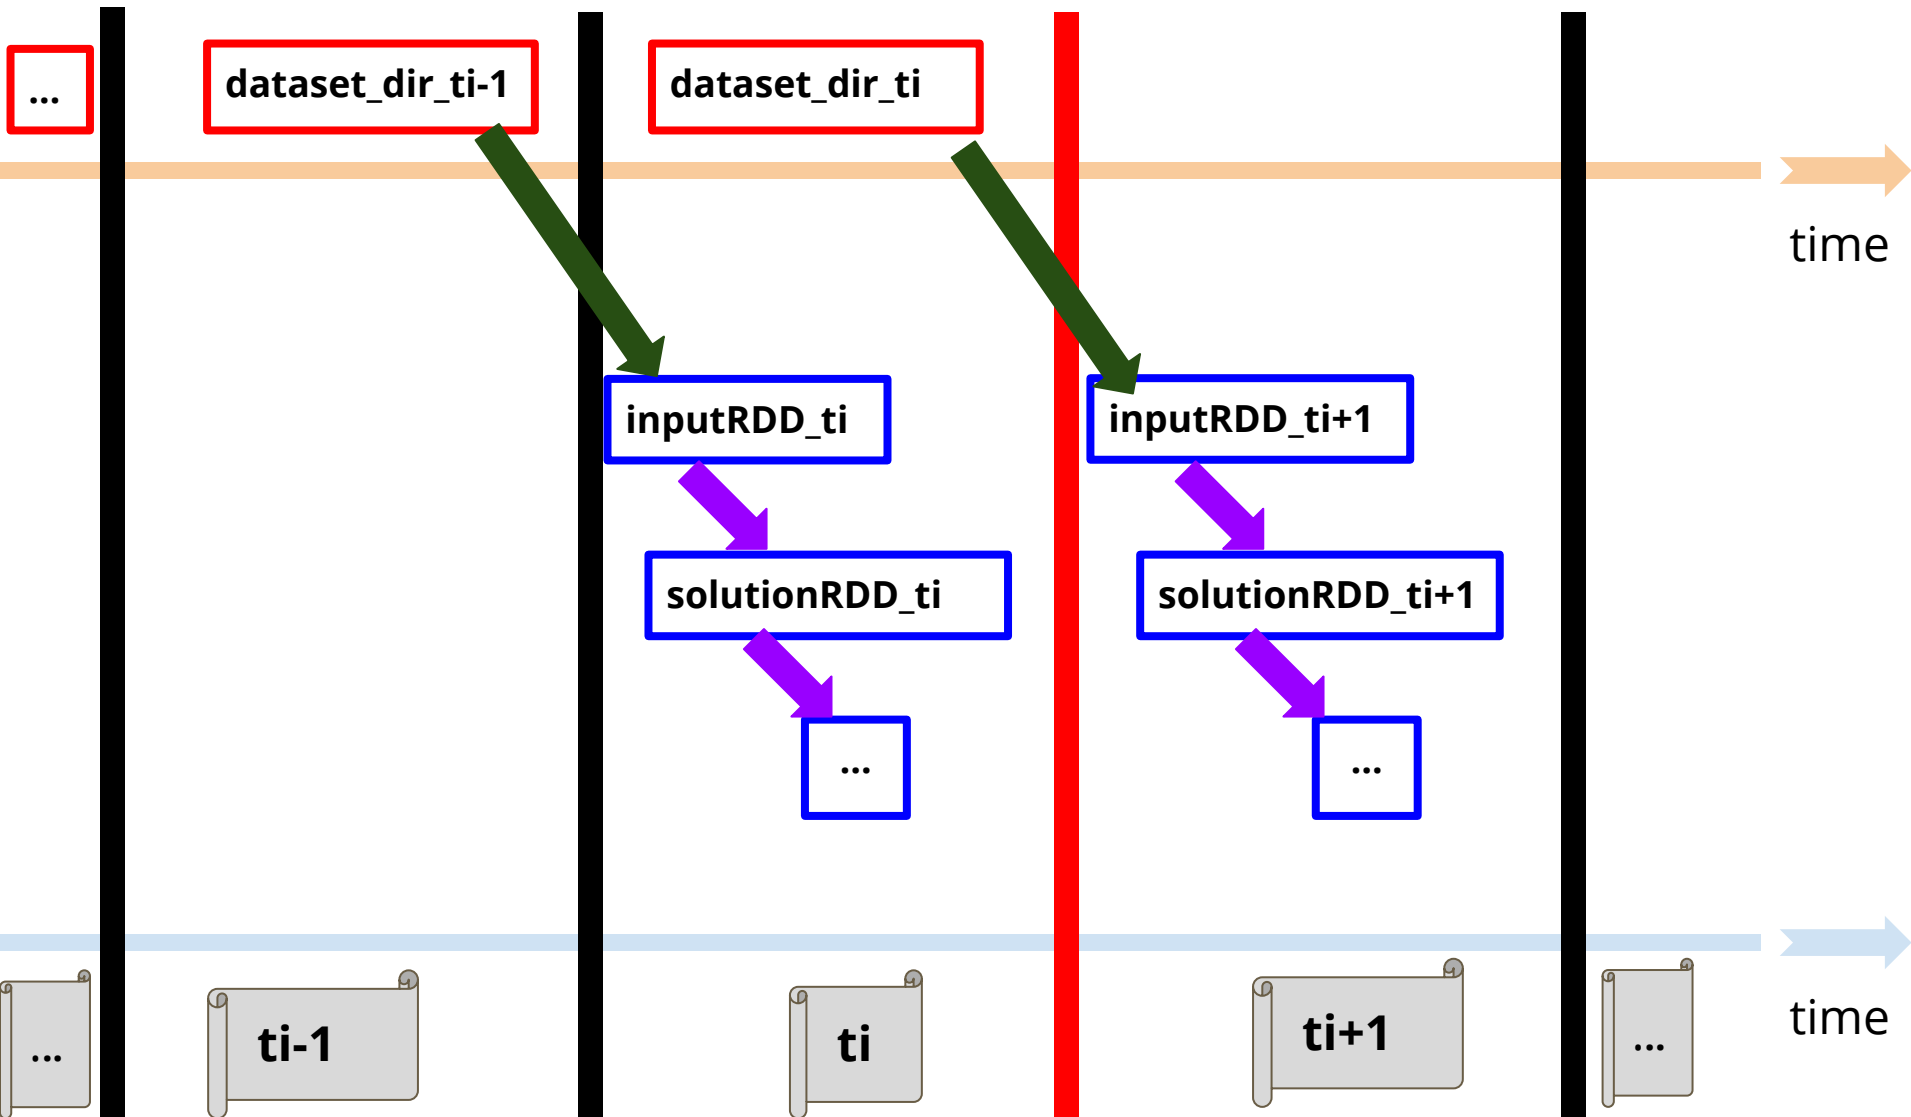 ...
dataset_dir_ti-1
dataset_dir_ti
time
inputRDD_ti
inputRDD_ti+1
solutionRDD_ti
solutionRDD_ti+1
...
...
...
ti-1
ti
ti+1
...
time